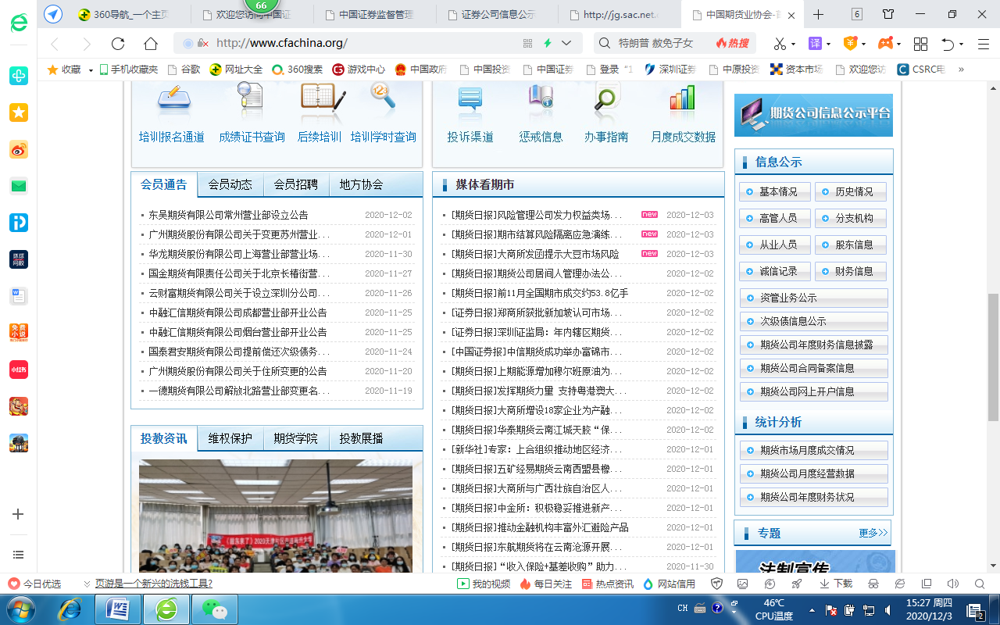 66
360导航_一个主页
欢迎您访问中国证
中国证券监督管理
证券公司信息公示
http://jg.sac.net.c
中国期货业协会-首
6
http://www.cfachina.org/
特朗普 赦免子女
热搜
译
收藏
手机收藏夹
谷歌
网址大全
360搜索
游戏中心
中国政府
中国投资
中国证券
登录
深圳证券
中原投资
资本市场
欢迎您访
CSRC电
»
培训报名通道
成绩证书查询
后续培训
培训学时查询
投诉渠道
惩戒信息
办事指南
月度成交数据
期货公司信息公示平台
会员通告
会员动态
会员招聘
地方协会
东吴期货有限公司常州营业部设立公告 2020-12-02
广州期货股份有限公司关于变更苏州营业... 2020-12-01
华龙期货股份有限公司上海营业部营业场... 2020-11-30
国金期货有限责任公司关于北京长椿街营... 2020-11-27
云财富期货有限公司关于设立深圳分公司... 2020-11-26
中融汇信期货有限公司成都营业部开业公告 2020-11-25
中融汇信期货有限公司烟台营业部开业公告 2020-11-25
国泰君安期货有限公司提前偿还次级债务... 2020-11-24
广州期货股份有限公司关于住所变更的公告 2020-11-20
一德期货有限公司解放北路营业部变更名... 2020-11-19
投教资讯
维权保护
期货学院
投教展播
媒体看期市
[期货日报]风险管理公司发力权益类场... new 2020-12-03
[期货日报]期市结算风险隔离应急演练... new 2020-12-03
[期货日报]大商所发函提示大豆市场风险 new 2020-12-03
[期货日报]期货公司居间人管理办法公... 2020-12-02
[期货日报]前11月全国期市成交约53.8亿手 2020-12-02
[证券日报]郑商所获批新加坡认可市场... 2020-12-02
[证券日报]深圳证监局：年内辖区期货... 2020-12-02
[中国证券报]中信期货成功举办富锦市... 2020-12-02
[期货日报]上期能源增加穆尔班原油为... 2020-12-02
[期货日报]发挥期货力量 支持粤港澳大... 2020-12-02
[期货日报]大商所增设18家企业为产融... 2020-12-02
[期货日报]华泰期货云南江城天胶“保... 2020-12-02
[新华社]专家：上合组织推动地区经济... 2020-12-01
[期货日报]五矿经易期货云南西盟县橡... 2020-12-01
[期货日报]大商所与广西壮族自治区人... 2020-12-01
[期货日报]中金所：积极稳妥推进新产... 2020-12-01
[期货日报]推动金融机构丰富外汇避险产品 2020-12-01
[期货日报]东航期货将在云南沧源开展... 2020-12-01
[期货日报]“收入保险+基差收购”助力... 2020-11-30
信息公示
基本情况
历史情况
高管人员
分支机构
从业人员
股东信息
诚信记录
财务信息
资管业务公示
次级债信息公示
期货公司年度财务信息披露
期货公司合同备案信息
期货公司网上开户信息
统计分析
期货市场月度成交情况
期货公司月度经营数据
期货公司年度财务状况
专题
更多>>
法制宣传
环球网校
免费小说
小红书
今日优选
页游是一个新兴的洗钱工具?
我的视频
每日关注
热点资讯
网站信用
下载
CH
46℃
CPU温度
15:27 周四
2020/12/3
2